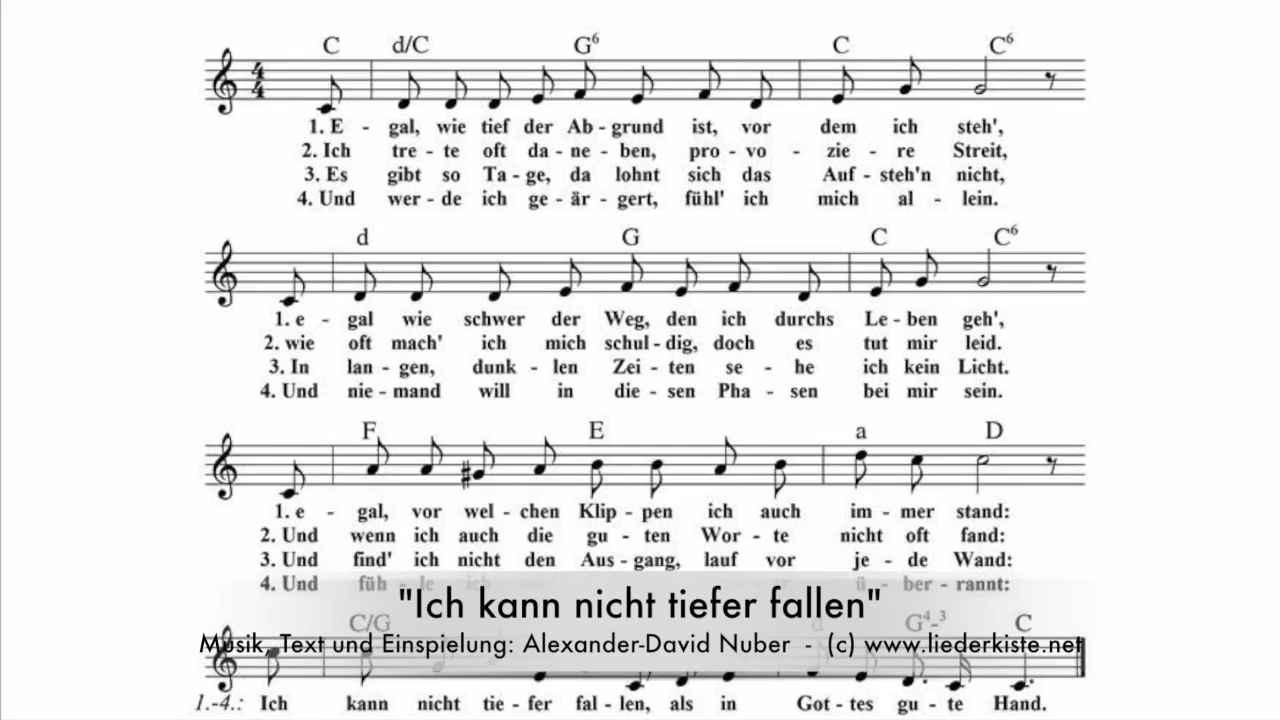 C d/C G6 C C6
4 4
1. E - gal, wie tief der Ab - grund ist, vor dem ich steh',
2. Ich tre - te oft da - ne - ben, pro - vo - zie - re Streit,
3. Es gibt so Ta - ge, da lohnt sich das Auf - steh'n nicht,
4. Und wer - de ich ge - är - gert, fühl' ich mich al - lein.
d G C C6
1. e - gal wie schwer der Weg, den ich durchs Le - ben geh',
2. wie oft mach' ich mich schul - dig, doch es tut mir leid.
3. In lan - gen, dunk - len Zei - ten se - he ich kein Licht.
4. Und nie - mand will in die - sen Pha - sen bei mir sein.
F E a D
1. e - gal, vor wel - chen Klip - pen ich auch im - mer stand:
2. Und wenn ich auch die gu - ten Wor - te nicht oft fand:
3. Und find' ich nicht den Aus - gang, lauf vor je - de Wand:
4. Und füh - le ich ü - ber - rannt:
"Ich kann nicht tiefer fallen"
C/G d G4-3 C
Musik, Text und Einspielung: Alexander-David Nuber - (c) www.liederkiste.net
1.-4.: Ich kann nicht tie - fer fal - len, als in Got - tes gu - te Hand.